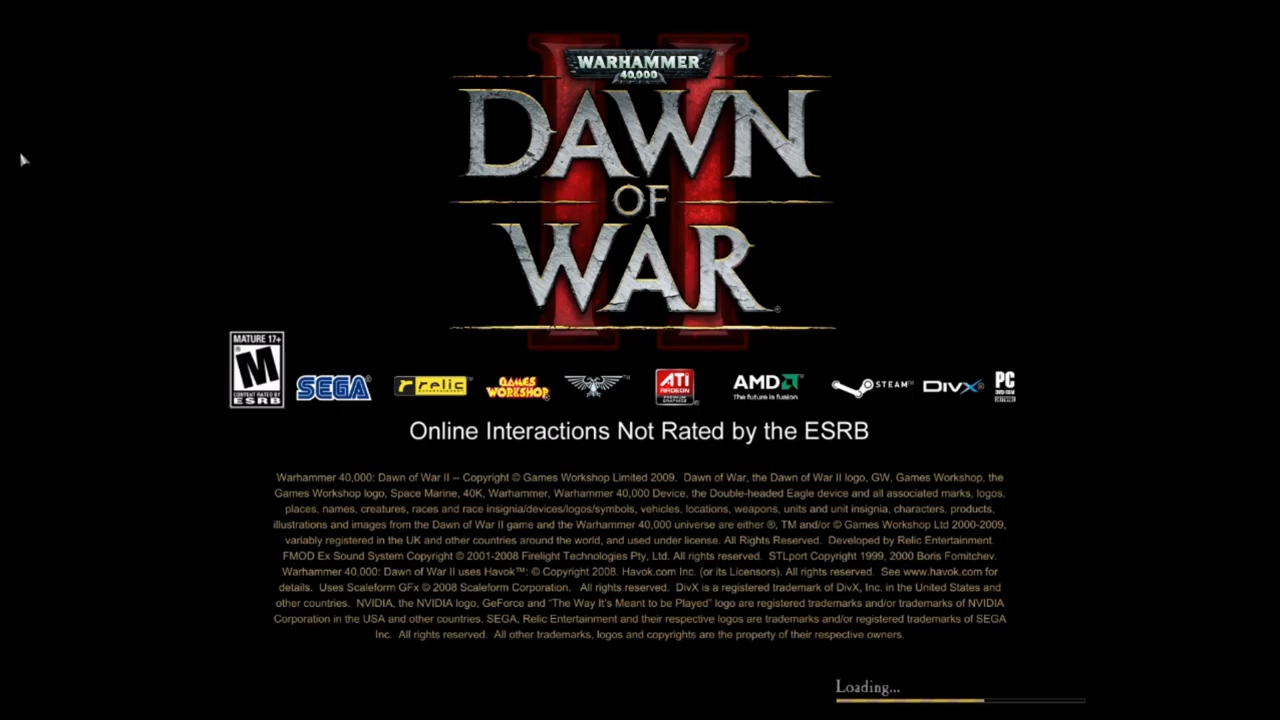 WARHAMMER
40,000
II
DAWN
OF
WAR
MATURE 17+
M
CONTENT RATED BY
ESRB
SEGA
relic
GAMES
WORKSHOP
ATI
RADEON
PREMIUM
GRAPHICS
AMD
The future is fusion
STEAM
DIVX
PC
DVD-ROM
Online Interactions Not Rated by the ESRB
Warhammer 40,000: Dawn of War II – Copyright © Games Workshop Limited 2009.  Dawn of War, the Dawn of War II logo, GW, Games Workshop, the
Games Workshop logo, Space Marine, 40K, Warhammer, Warhammer 40,000 Device, the Double-headed Eagle device and all associated marks, logos,
places, names, creatures, races and race insignia/devices/logos/symbols, vehicles, locations, weapons, units and unit insignia, characters, products,
illustrations and images from the Dawn of War II game and the Warhammer 40,000 universe are either ®, TM and/or © Games Workshop Ltd 2000-2009,
variably registered in the UK and other countries around the world, and used under license. All Rights Reserved.  Developed by Relic Entertainment.
FMOD Ex Sound System Copyright © 2001-2008 Firelight Technologies Pty, Ltd. All rights reserved.  STLport Copyright 1999, 2000 Boris Fomitchev.
Warhammer 40,000: Dawn of War II uses Havok™: © Copyright 2008. Havok.com Inc. (or its Licensors). All rights reserved.  See www.havok.com for
details.  Uses Scaleform GFx © 2008 Scaleform Corporation.   All rights reserved.  DivX is a registered trademark of DivX, Inc. in the United States and
other countries.  NVIDIA, the NVIDIA logo, GeForce and “The Way It’s Meant to be Played” logo are registered trademarks and/or trademarks of NVIDIA
Corporation in the USA and other countries. SEGA, Relic Entertainment and their respective logos are trademarks and/or registered trademarks of SEGA
Inc.  All rights reserved.  All other trademarks, logos and copyrights are the property of their respective owners.
Loading...